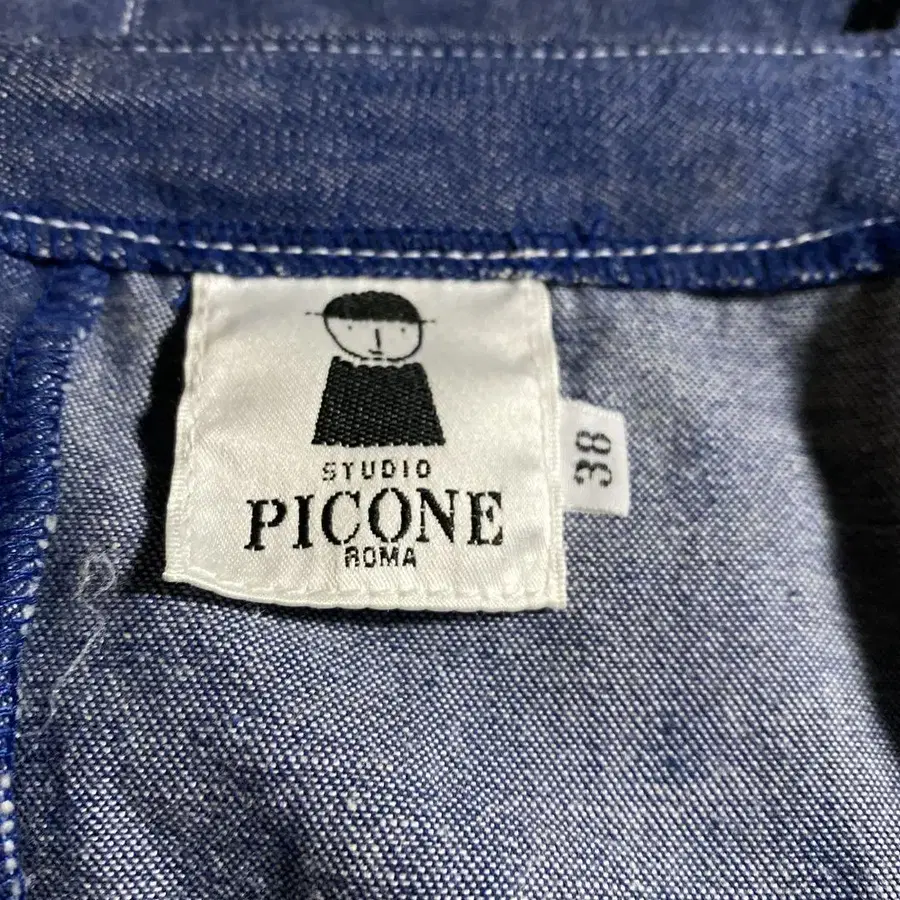 STUDIO
PICONE
ROMA
38